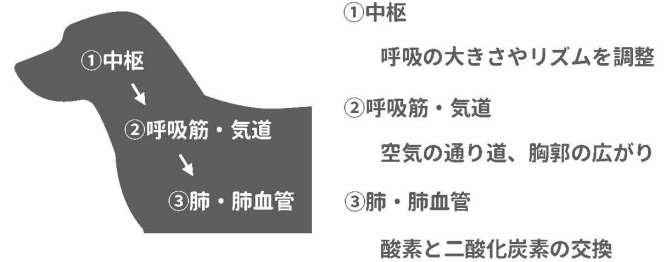 ①中枢
②呼吸筋・気道
③肺・肺血管
①中枢
呼吸の大きさやリズムを調整
②呼吸筋・気道
空気の通り道、胸郭の広がり
③肺・肺血管
酸素と二酸化炭素の交換